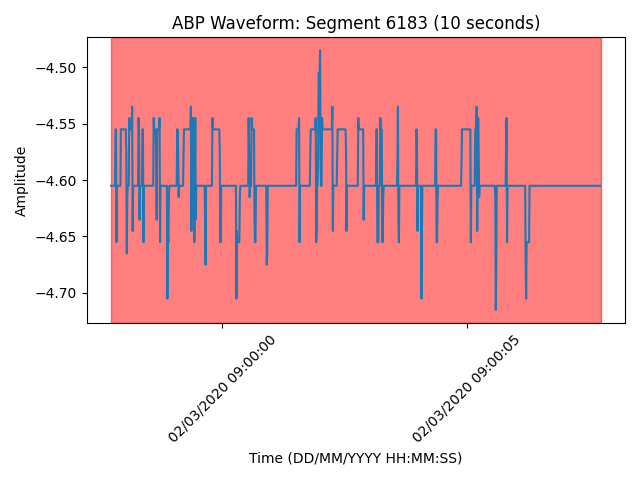 ABP Waveform: Segment 6183 (10 seconds)
−4.50
−4.55
−4.60
−4.65
−4.70
Amplitude
02/03/2020 09:00:00
02/03/2020 09:00:05
Time (DD/MM/YYYY HH:MM:SS)